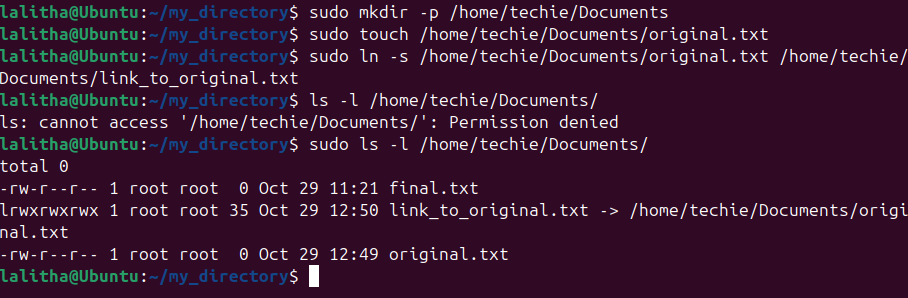 lalitha@Ubuntu:~/my_directory$ sudo mkdir -p /home/techie/Documents
lalitha@Ubuntu:~/my_directory$ sudo touch /home/techie/Documents/original.txt
lalitha@Ubuntu:~/my_directory$ sudo ln -s /home/techie/Documents/original.txt /home/techie/
Documents/link_to_original.txt
lalitha@Ubuntu:~/my_directory$ ls -l /home/techie/Documents/
ls: cannot access '/home/techie/Documents/': Permission denied
lalitha@Ubuntu:~/my_directory$ sudo ls -l /home/techie/Documents/
total 0
-rw-r--r-- 1 root root  0 Oct 29 11:21 final.txt
lrwxrwxrwx 1 root root 35 Oct 29 12:50 link_to_original.txt -> /home/techie/Documents/origi
nal.txt
-rw-r--r-- 1 root root  0 Oct 29 12:49 original.txt
lalitha@Ubuntu:~/my_directory$